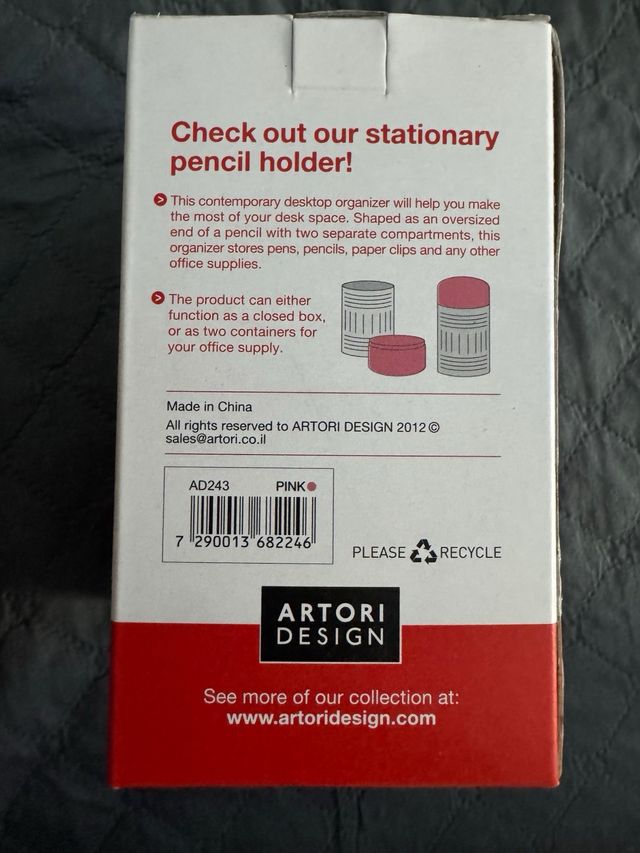 Check out our stationary
pencil holder!
This contemporary desktop organizer will help you make
the most of your desk space. Shaped as an oversized
end of a pencil with two separate compartments, this
organizer stores pens, pencils, paper clips and any other
office supplies.
The product can either
function as a closed box,
or as two containers for
your office supply.
Made in China
All rights reserved to ARTORI DESIGN 2012 ©
sales@artori.co.il
AD243 PINK
7 290013 682246
PLEASE RECYCLE
ARTORI
DESIGN
See more of our collection at:
www.artoridesign.com